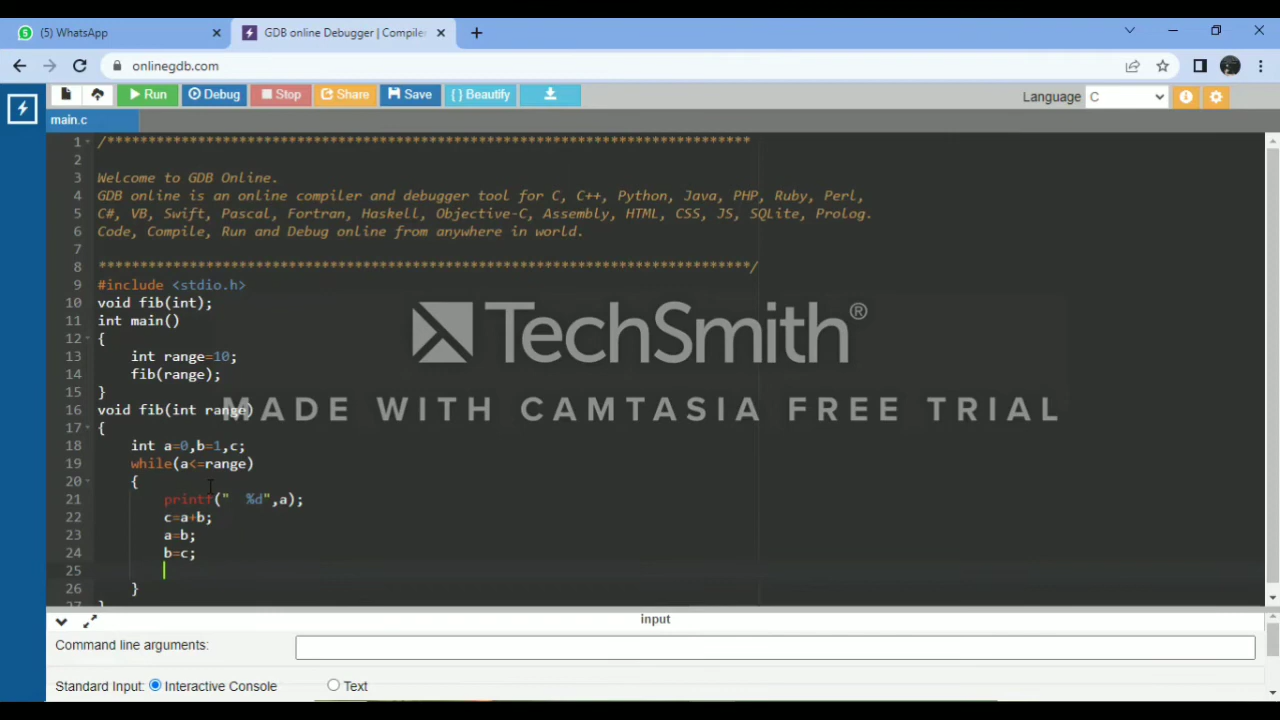 (5) WhatsApp
GDB online Debugger | Compiler
onlinegdb.com
Run Debug Stop Share Save { } Beautify
Language C
main.c
1 /******************************************************************************
2
3 Welcome to GDB Online.
4 GDB online is an online compiler and debugger tool for C, C++, Python, Java, PHP, Ruby, Perl,
5 C#, VB, Swift, Pascal, Fortran, Haskell, Objective-C, Assembly, HTML, CSS, JS, SQLite, Prolog.
6 Code, Compile, Run and Debug online from anywhere in world.
7
8 *******************************************************************************/
9 #include <stdio.h>
10 void fib(int);
11 int main()
12 {
13 int range=10;
14 fib(range);
15 }
16 void fib(int range)
17 {
18 int a=0,b=1,c;
19 while(a<=range)
20 {
21 printf("  %d",a);
22 c=a+b;
23 a=b;
24 b=c;
25
26 }
27 }
TechSmith®
MADE WITH CAMTASIA FREE TRIAL
input
Command line arguments:
Standard Input: Interactive Console Text